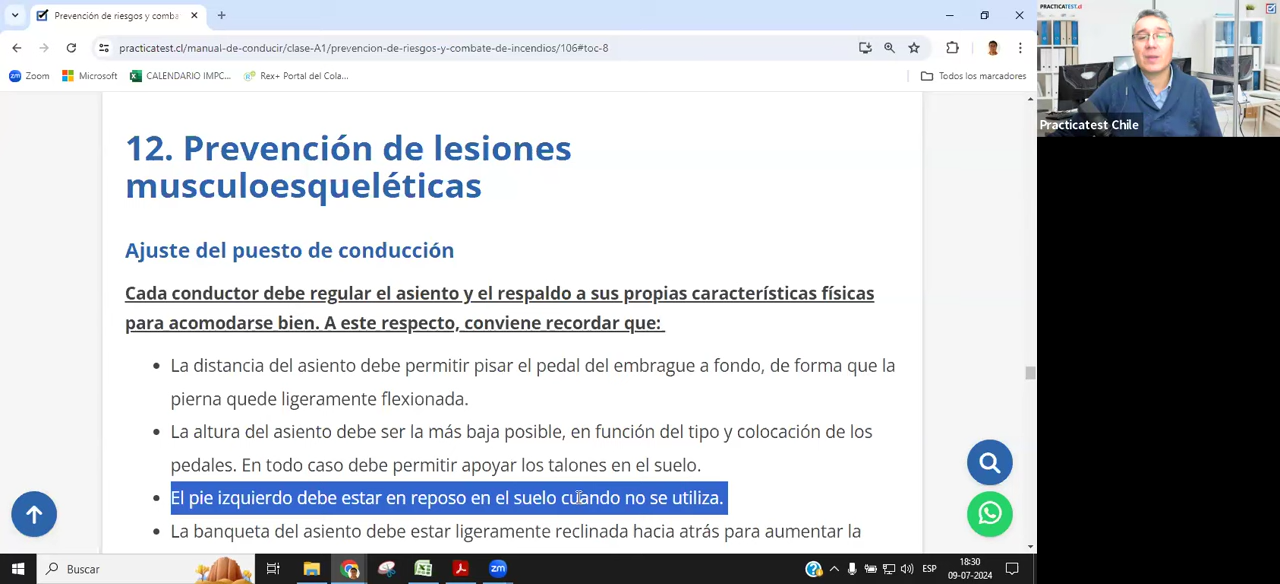 Prevención de riesgos y comba
practicatest.cl/manual-de-conducir/clase-A1/prevencion-de-riesgos-y-combate-de-incendios/106#toc-8
Zoom
Microsoft
CALENDARIO IMPC...
Rex+ Portal del Cola...
Todos los marcadores
PRACTICATEST.cl
Practicatest Chile
12. Prevención de lesiones
musculoesqueléticas
Ajuste del puesto de conducción
Cada conductor debe regular el asiento y el respaldo a sus propias características físicas
para acomodarse bien. A este respecto, conviene recordar que:
• La distancia del asiento debe permitir pisar el pedal del embrague a fondo, de forma que la
pierna quede ligeramente flexionada.
• La altura del asiento debe ser la más baja posible, en función del tipo y colocación de los
pedales. En todo caso debe permitir apoyar los talones en el suelo.
• El pie izquierdo debe estar en reposo en el suelo cuando no se utiliza.
• La banqueta del asiento debe estar ligeramente reclinada hacia atrás para aumentar la
Buscar
zm
ESP
18:30
09-07-2024